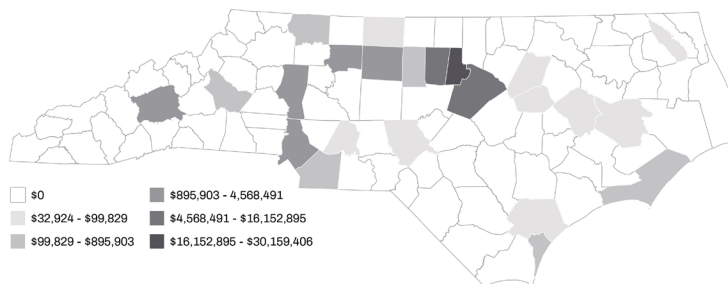 $0
$32,924 - $99,829
$99,829 - $895,903
$895,903 - 4,568,491
$4,568,491 - $16,152,895
$16,152,895 - $30,159,406